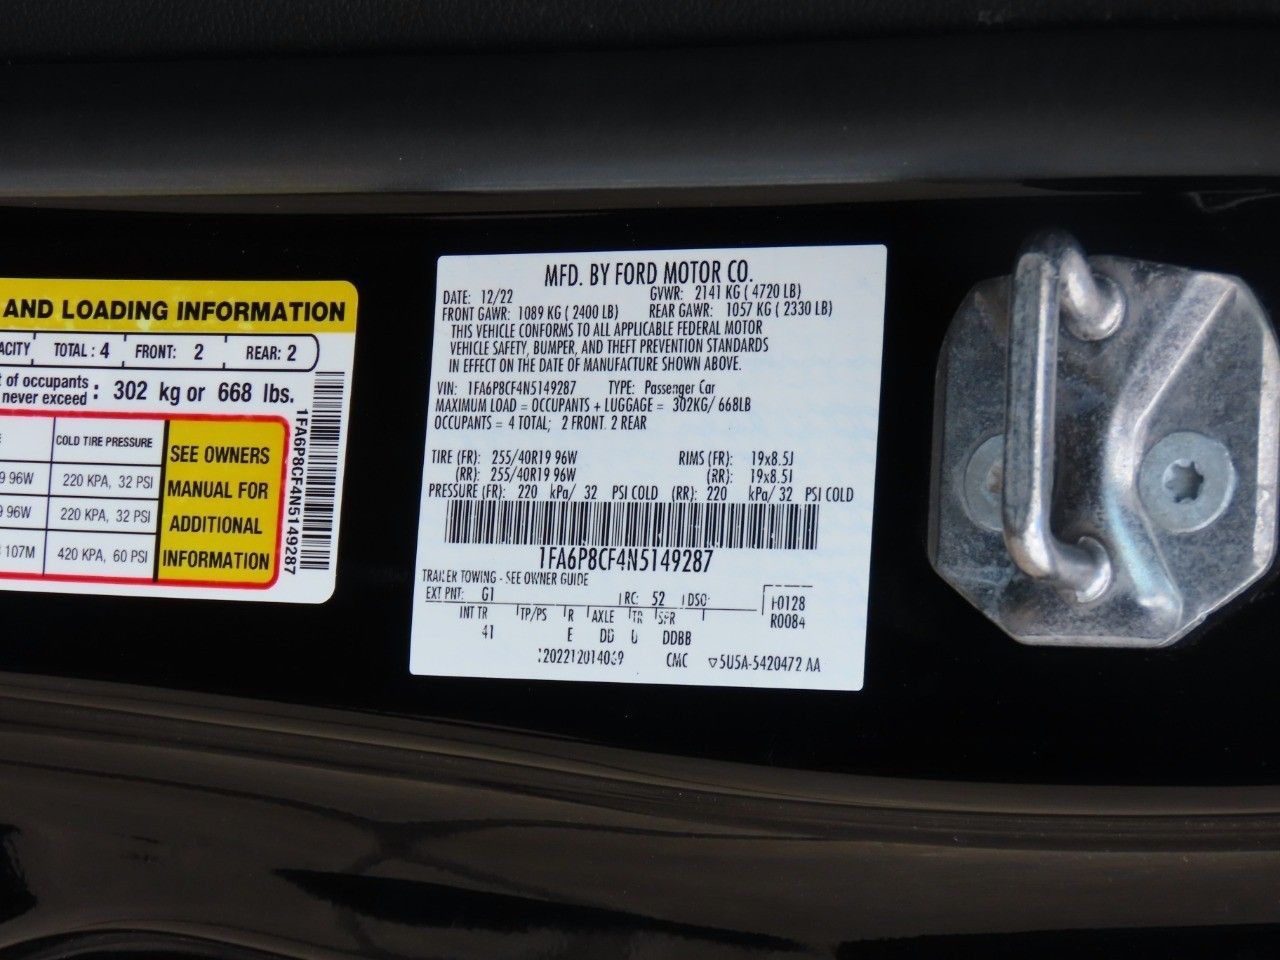 AND LOADING INFORMATION
TOTAL : 4 FRONT: 2 REAR: 2
of occupants
never exceed : 302 kg or 668 lbs.
COLD TIRE PRESSURE
96W 220 KPA, 32 PSI
96W 220 KPA, 32 PSI
107M 420 KPA, 60 PSI
SEE OWNERS
MANUAL FOR
ADDITIONAL
INFORMATION
1FA6P8CF4N5149287
MFD. BY FORD MOTOR CO.
DATE: 12/22 GVWR: 2141 KG ( 4720 LB)
FRONT GAWR: 1089 KG ( 2400 LB) REAR GAWR: 1057 KG ( 2330 LB)
THIS VEHICLE CONFORMS TO ALL APPLICABLE FEDERAL MOTOR
VEHICLE SAFETY, BUMPER, AND THEFT PREVENTION STANDARDS
IN EFFECT ON THE DATE OF MANUFACTURE SHOWN ABOVE.
VIN: 1FA6P8CF4N5149287 TYPE: Passenger Car
MAXIMUM LOAD = OCCUPANTS + LUGGAGE = 302KG/ 668LB
OCCUPANTS = 4 TOTAL; 2 FRONT 2 REAR
TIRE (FR): 255/40R19 96W RIMS (FR): 19x8.5J
(RR): 255/40R19 96W (RR): 19x8.5J
PRESSURE (FR): 220 kPa/ 32 PSI COLD (RR): 220 kPa/ 32 PSI COLD
1FA6P8CF4N5149287
TRAILER TOWING - SEE OWNER GUIDE
EXT PNT: G1 RC: 52 DSO:
INT TR TP/PS R AXLE TR SPR
41 E DD U DDBB
F0128
R0084
CMC 5U5A-5420472 AA